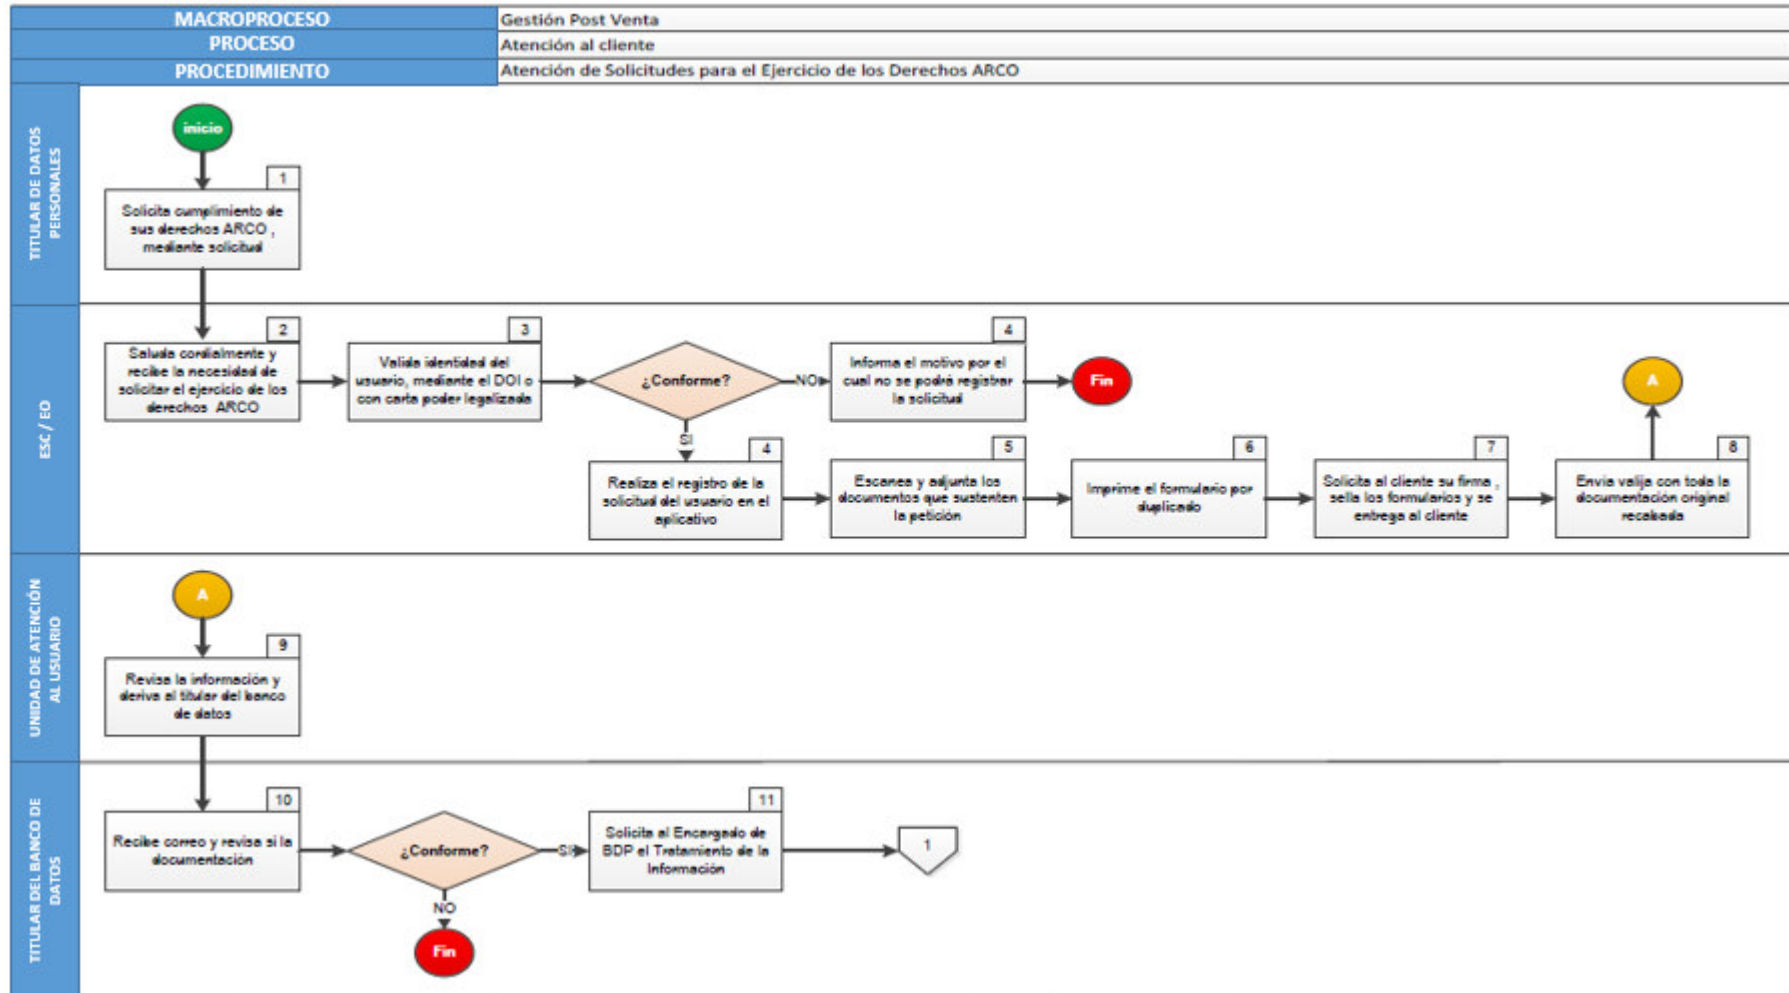 MACROPROCESO
Gestión Post Venta
PROCESO
Atención al cliente
PROCEDIMIENTO
Atención de Solicitudes para el Ejercicio de los Derechos ARCO
TITULAR DE DATOS
PERSONALES
inicio
1
Solicita cumplimiento de
sus derechos ARCO ,
mediante solicitud
ESC / EO
2
Saluda cordialmente y
recibe la necesidad de
solicitar el ejercicio de los
derechos ARCO
3
Valida identidad del
usuario, mediante el DOI o
con carta poder legalizada
¿Conforme?
NO
4
Informa el motivo por el
cual no se podrá registrar
la solicitud
Fin
A
SI
4
Realiza el registro de la
solicitud del usuario en el
aplicativo
5
Escanea y adjunta los
documentos que sustenten
la petición
6
Imprime el formulario por
duplicado
7
Solicita al cliente su firma ,
sella los formularios y se
entrega al cliente
8
Envía valija con toda la
documentación original
recabada
UNIDAD DE ATENCIÓN
AL USUARIO
A
9
Revisa la información y
deriva al titular del banco
de datos
TITULAR DEL BANCO DE
DATOS
10
Recibe correo y revisa si la
documentación
¿Conforme?
SI
11
Solicita al Encargado de
BDP el Tratamiento de la
Información
1
NO
Fin